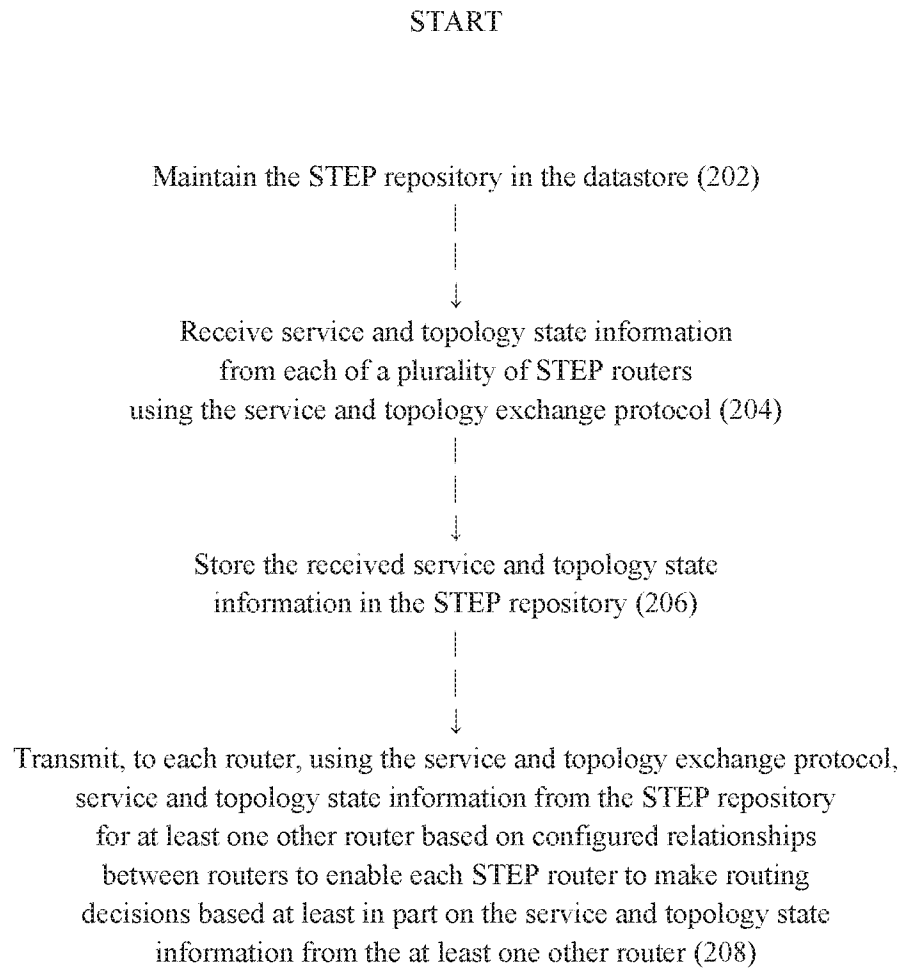 START
Maintain the STEP repository in the datastore (202)
Receive service and topology state information
from each of a plurality of STEP routers
using the service and topology exchange protocol (204)
Store the received service and topology state
information in the STEP repository (206)
Transmit, to each router, using the service and topology exchange protocol,
service and topology state information from the STEP repository
for at least one other router based on configured relationships
between routers to enable each STEP router to make routing
decisions based at least in part on the service and topology state
information from the at least one other router (208)